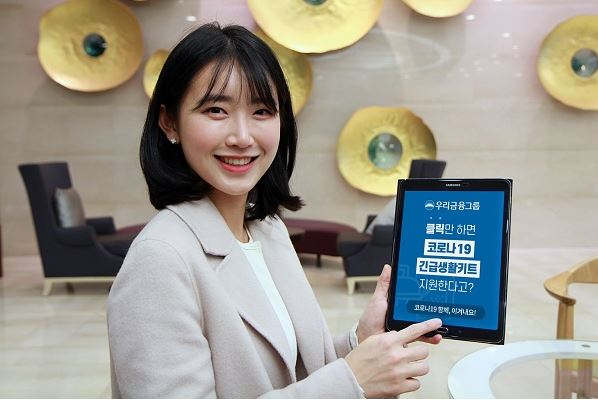 SAMSUNG
우리금융그룹
클릭만 하면
코로나19
긴급생활키트
지원한다고?
코로나19 함께, 이겨내요!